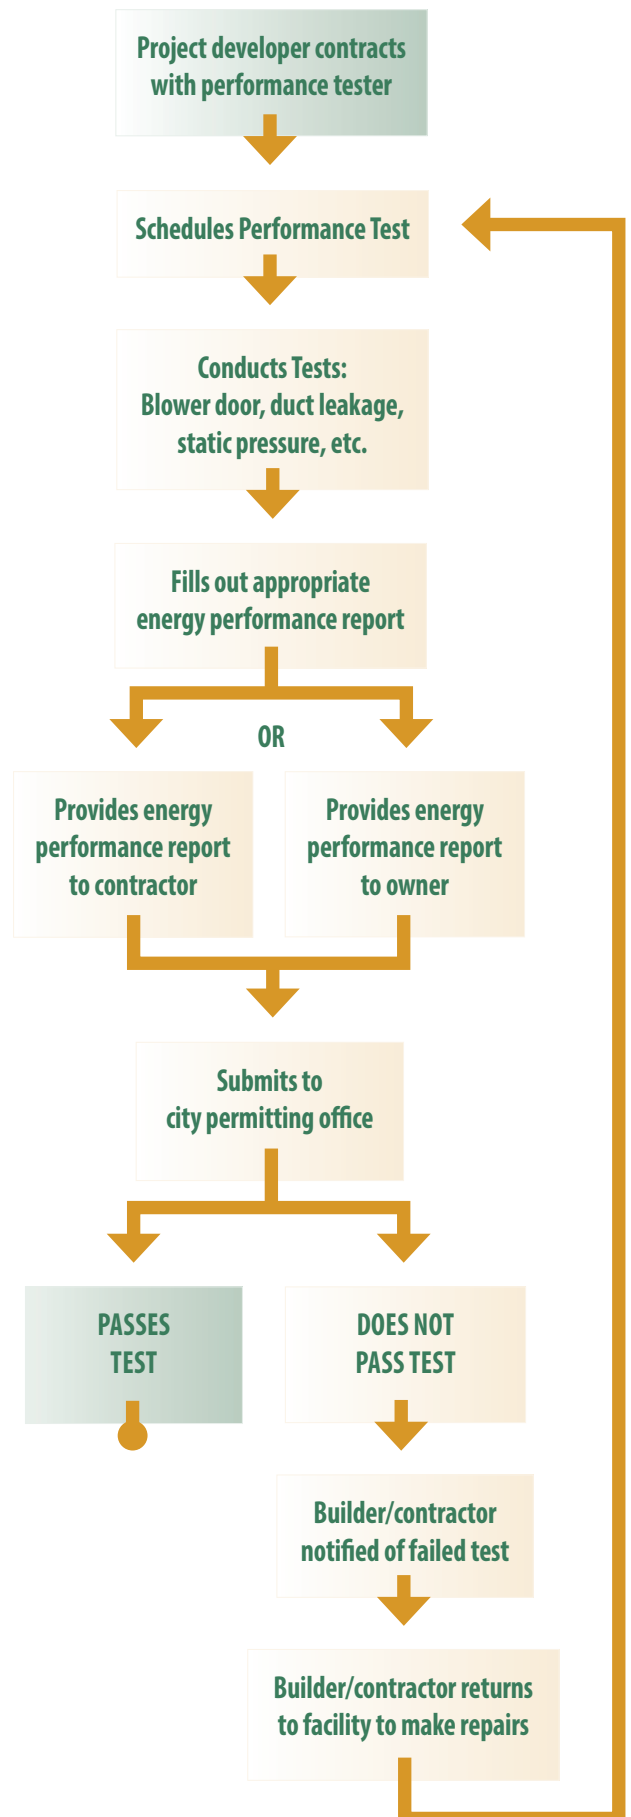 Project developer contracts
with performance tester
Schedules Performance Test
Conducts Tests:
Blower door, duct leakage,
static pressure, etc.
Fills out appropriate
energy performance report
OR
Provides energy
performance report
to contractor
Provides energy
performance report
to owner
Submits to
city permitting office
PASSES
TEST
DOES NOT
PASS TEST
Builder/contractor
notified of failed test
Builder/contractor returns
to facility to make repairs